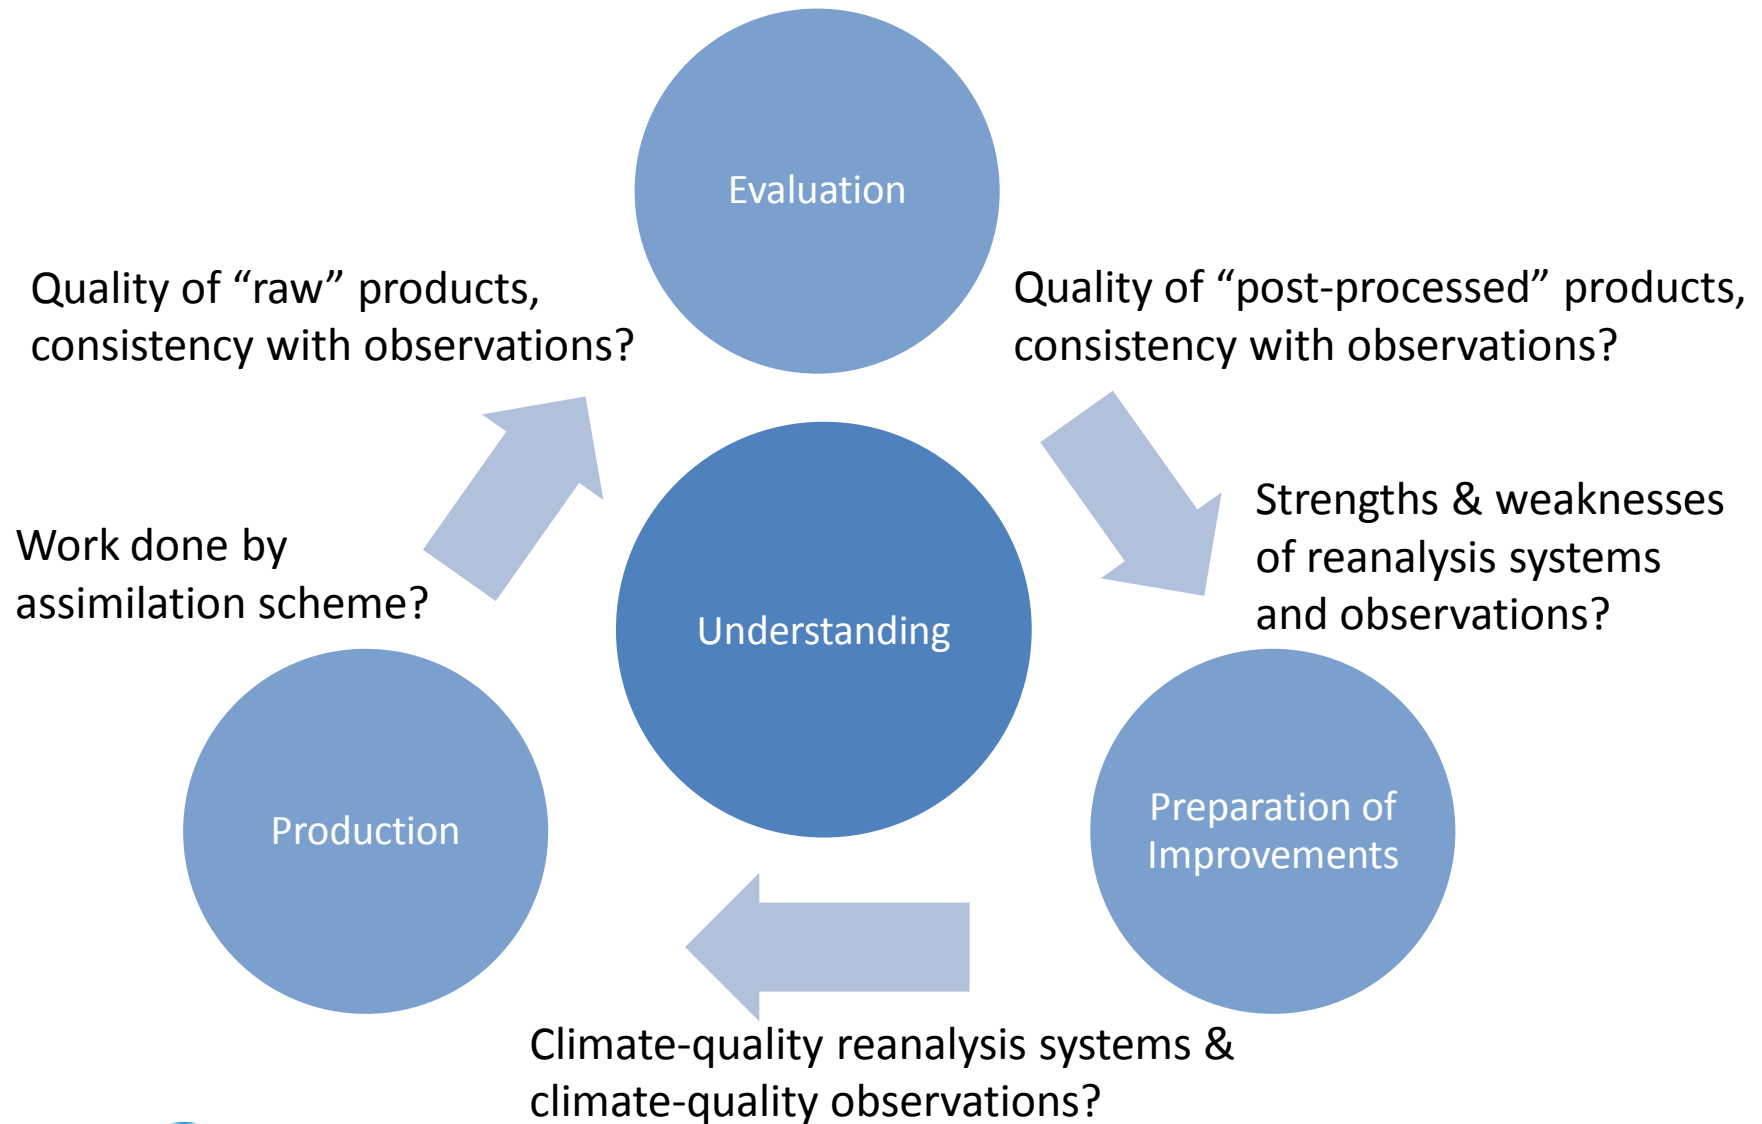 Evaluation
Quality of “raw” products,
consistency with observations?
Quality of “post-processed” products,
consistency with observations?
Strengths & weaknesses
of reanalysis systems
and observations?
Work done by
assimilation scheme?
Understanding
Production
Preparation of
Improvements
Climate-quality reanalysis systems &
climate-quality observations?